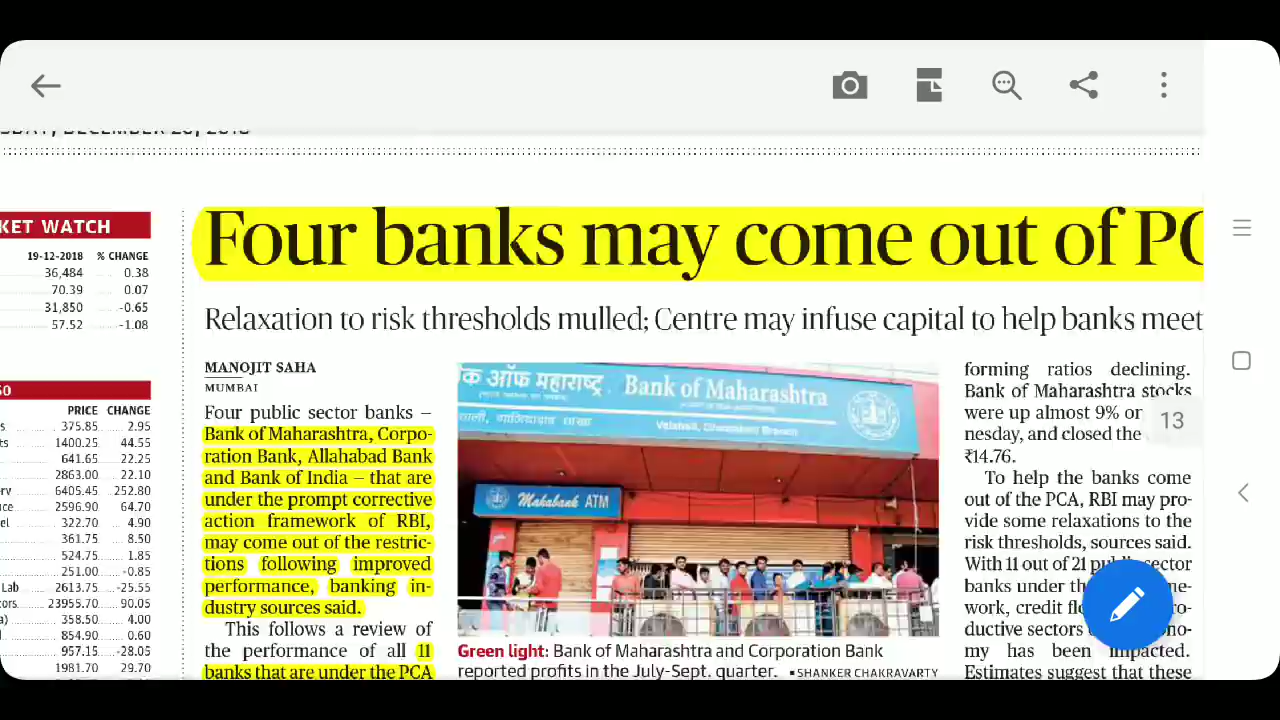 KET WATCH
19-12-2018 % CHANGE
36,484 0.38
70.39 0.07
31,850 -0.65
57.52 -1.08
PRICE CHANGE
375.85 2.95
1400.25 44.55
641.65 22.25
2863.00 22.10
6405.45 252.80
2596.90 64.70
322.70 4.90
361.75 8.50
524.75 1.85
251.00 -0.85
Lab 2613.75 -25.55
23955.70 90.05
358.50 4.00
854.90 0.60
957.15 -28.05
1981.70 29.70
Four banks may come out of PC
Relaxation to risk thresholds mulled; Centre may infuse capital to help banks meet
MANOJIT SAHA
MUMBAI
Four public sector banks –
Bank of Maharashtra, Corpo-
ration Bank, Allahabad Bank
and Bank of India – that are
under the prompt corrective
action framework of RBI,
may come out of the restric-
tions following improved
performance, banking in-
dustry sources said.
This follows a review of
the performance of all 11
banks that are under the PCA
क ऑफ महाराष्ट्र Bank of Maharashtra
Mahabank ATM
Green light: Bank of Maharashtra and Corporation Bank
reported profits in the July-Sept. quarter. ▪SHANKER CHAKRAVARTY
forming ratios declining.
Bank of Maharashtra stocks
were up almost 9% or
nesday, and closed the
₹14.76.
To help the banks come
out of the PCA, RBI may pro-
vide some relaxations to the
risk thresholds, sources said.
With 11 out of 21 public sector
banks under th ne-
work, credit flo ro-
ductive sectors ono-
my has been impacted.
Estimates suggest that these
13